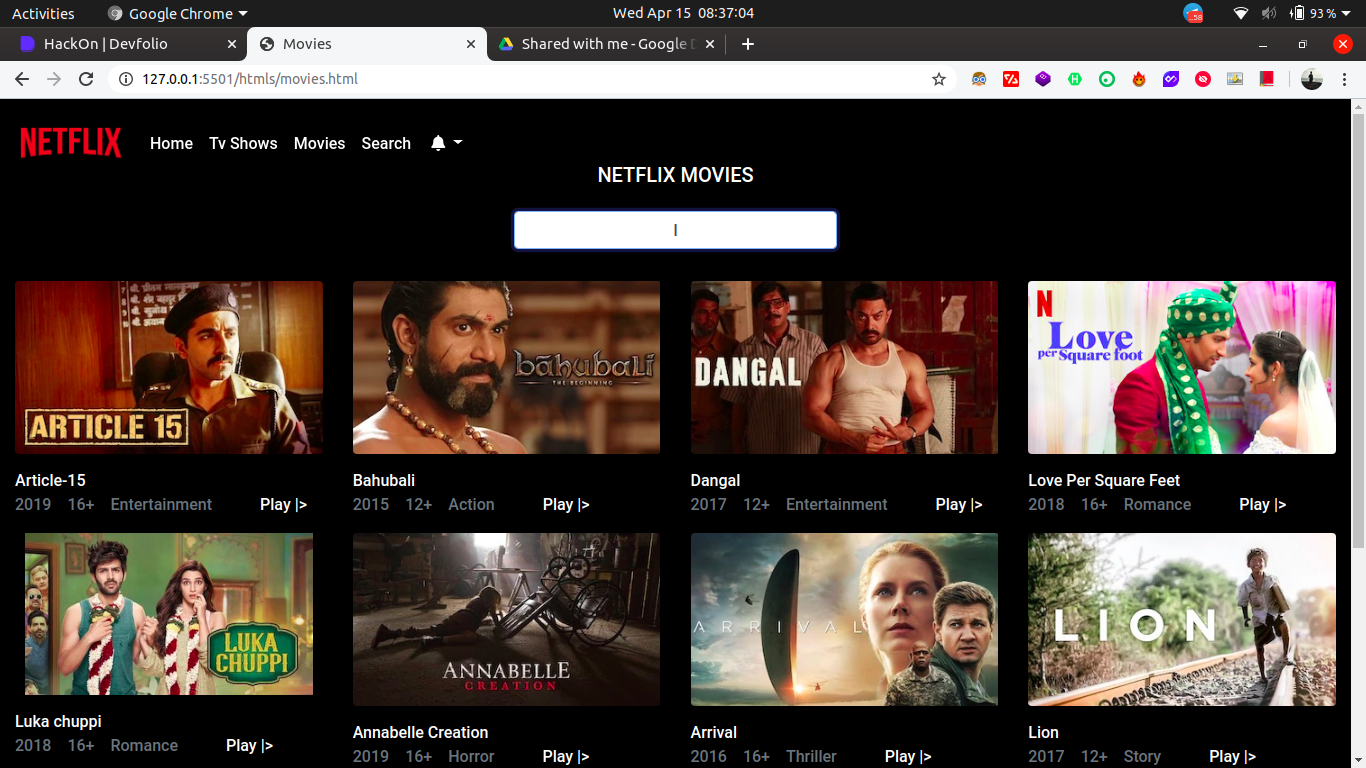 Activities Google Chrome Wed Apr 15 08:37:04 58 93 %
HackOn | Devfolio Movies Shared with me - Google D
127.0.0.1:5501/htmls/movies.html
NETFLIX Home Tv Shows Movies Search
NETFLIX MOVIES
ARTICLE 15
bāhubali
THE BEGINNING
DANGAL
N
Love
per Square foot
Article-15 Bahubali Dangal Love Per Square Feet
2019 16+ Entertainment Play |> 2015 12+ Action Play |> 2017 12+ Entertainment Play |> 2018 16+ Romance Play |>
LUKA
CHUPPI
ANNABELLE
CREATION
ARRIVAL
LION
Luka chuppi
2018 16+ Romance Play |>
Annabelle Creation Arrival Lion
2019 16+ Horror Play |> 2016 16+ Thriller Play |> 2017 12+ Story Play |>